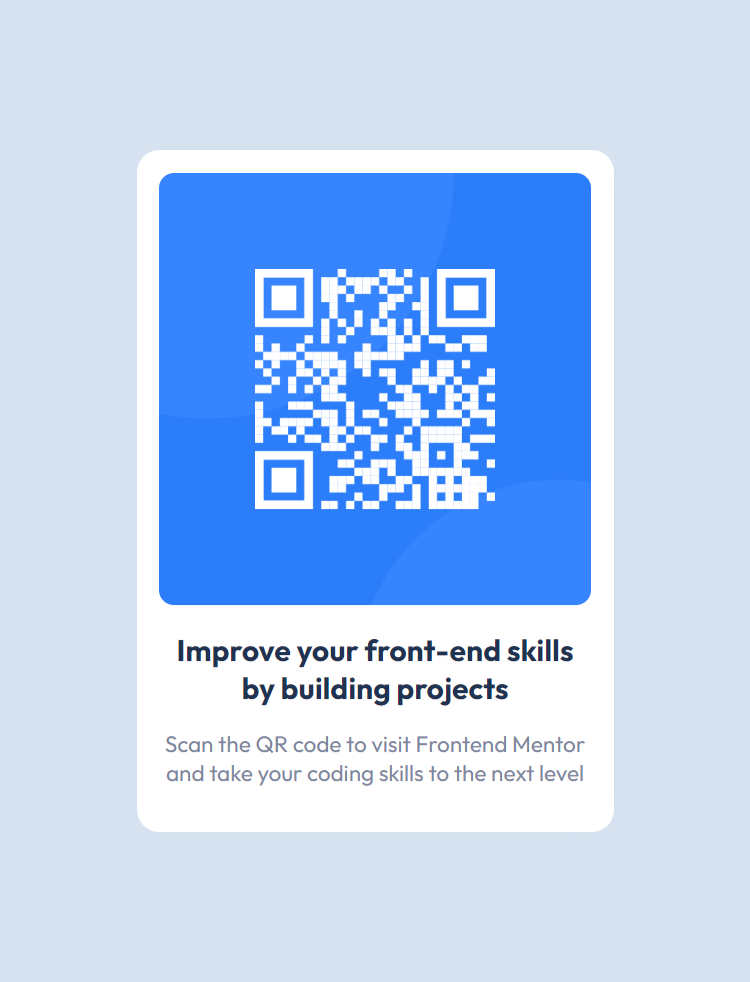 Improve your front-end skills
by building projects
Scan the QR code to visit Frontend Mentor
and take your coding skills to the next level